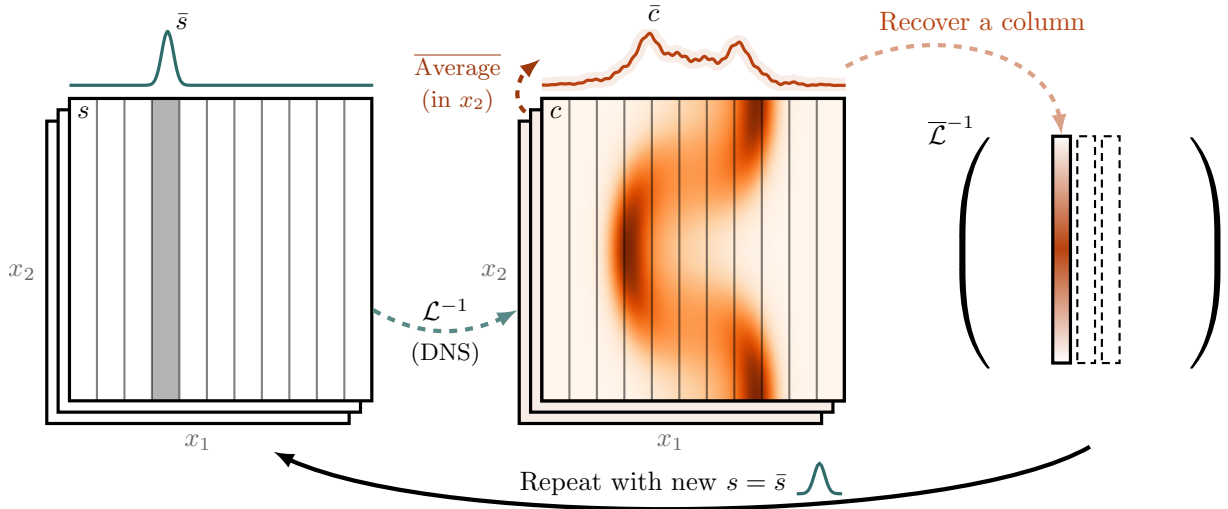 s̄
c̄
Recover a column
Average
(in x₂)
s
c
ℒ̄⁻¹
x₂
x₂
ℒ⁻¹
(DNS)
x₁
x₁
Repeat with new s = s̄